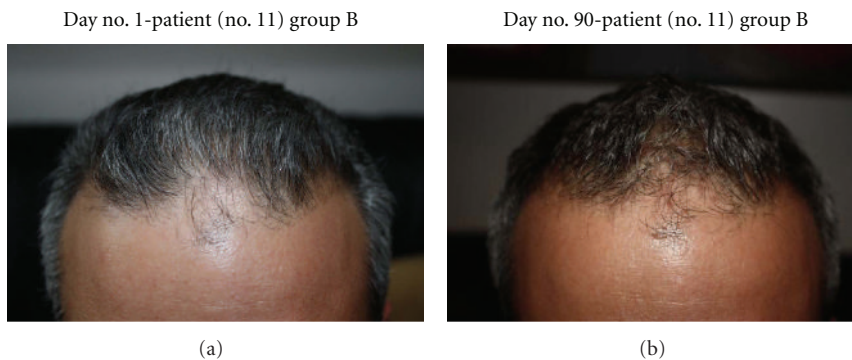 Day no. 1-patient (no. 11) group B
Day no. 90-patient (no. 11) group B
(a)
(b)